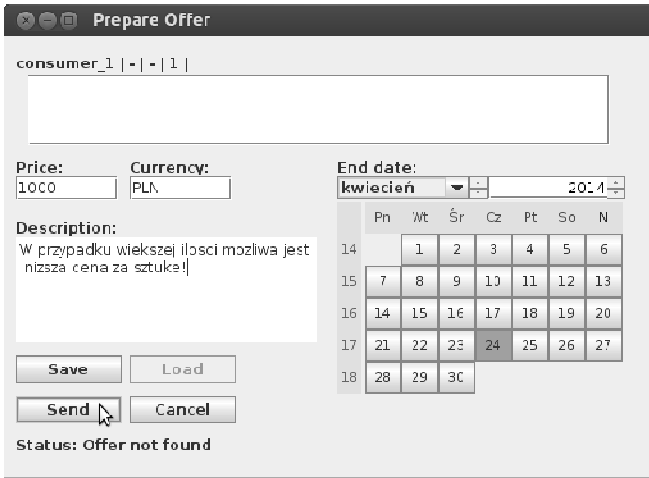 Prepare Offer
consumer_1 | - | - | 1 |
Price:
Currency:
1000
PLN
Description:
W przypadku wiekszej ilosci mozliwa jest
nizsza cena za sztuke!
Save
Load
Send
Cancel
Status: Offer not found
End date:
kwiecień 2014
Pn Wt Śr Cz Pt So N
14 1 2 3 4 5 6
15 7 8 9 10 11 12 13
16 14 15 16 17 18 19 20
17 21 22 23 24 25 26 27
18 28 29 30